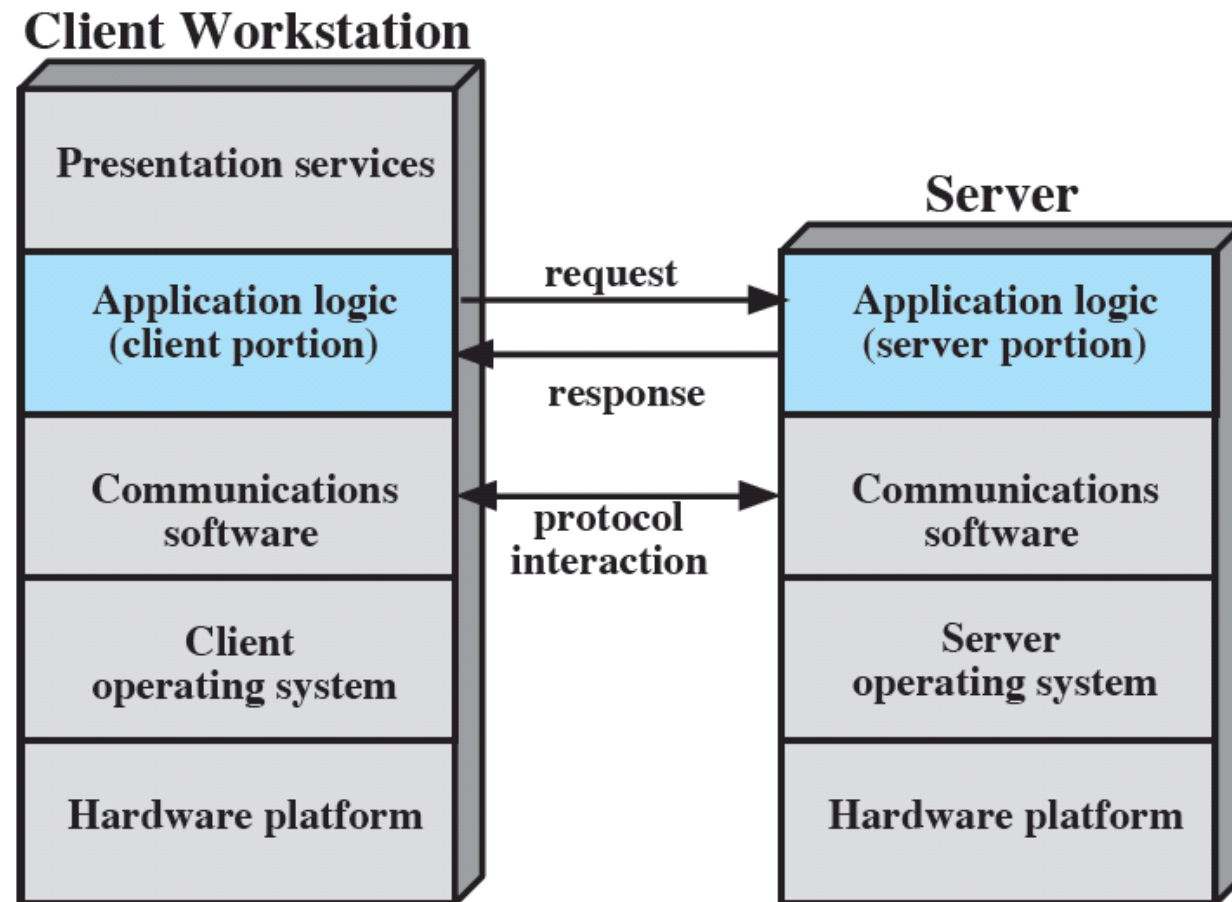 Client Workstation
Presentation services
Application logic
(client portion)
Communications
software
Client
operating system
Hardware platform
request
response
protocol
interaction
Server
Application logic
(server portion)
Communications
software
Server
operating system
Hardware platform